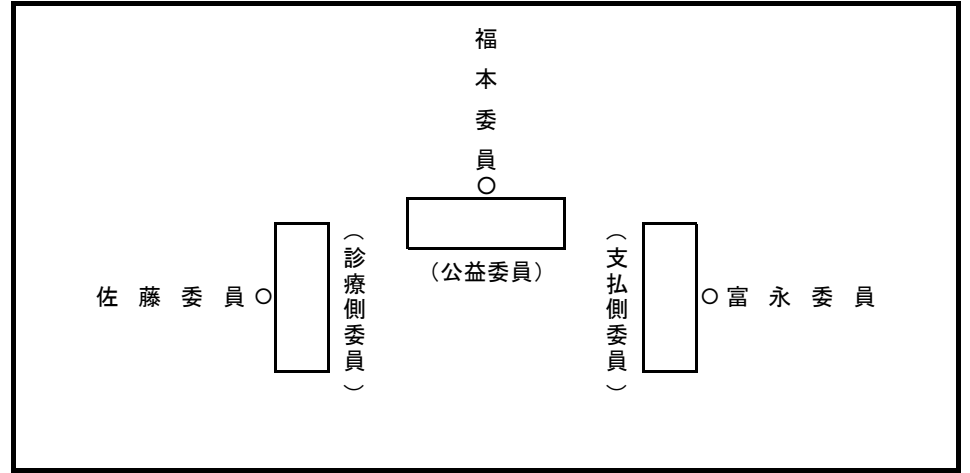 福本委員
（公益委員）
佐藤委員
（診療側委員）
（支払側委員）
富永委員